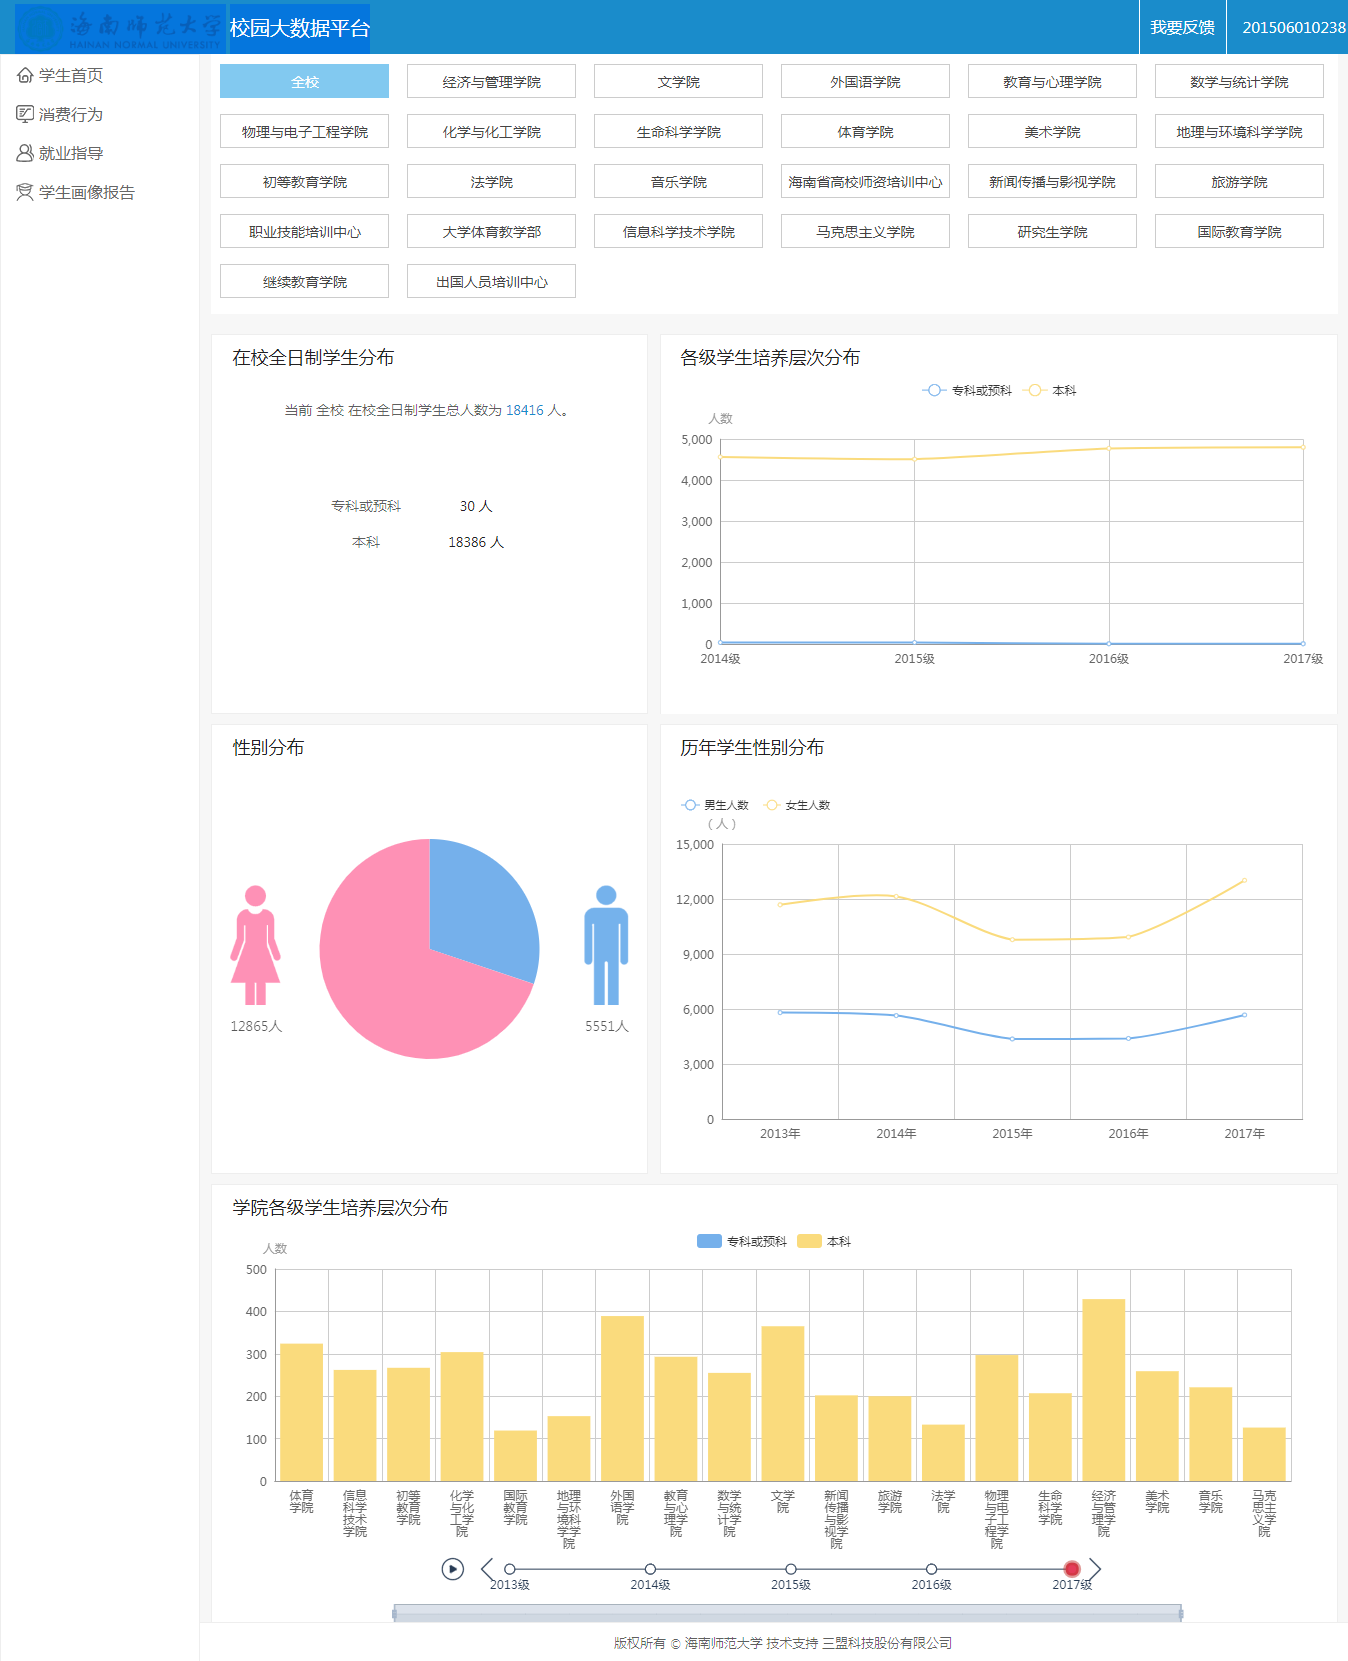 海南师范大学 校园大数据平台 我要反馈 201506010238
HAINAN NORMAL UNIVERSITY
学生首页
消费行为
就业指导
学生画像报告
全校 经济与管理学院 文学院 外国语学院 教育与心理学院 数学与统计学院
物理与电子工程学院 化学与化工学院 生命科学学院 体育学院 美术学院 地理与环境科学学院
初等教育学院 法学院 音乐学院 海南省高校师资培训中心 新闻传播与影视学院 旅游学院
职业技能培训中心 大学体育教学部 信息科学技术学院 马克思主义学院 研究生学院 国际教育学院
继续教育学院 出国人员培训中心
在校全日制学生分布
当前 全校 在校全日制学生总人数为 18416 人。
专科或预科 30 人
本科 18386 人
各级学生培养层次分布
专科或预科 本科
人数
5,000
4,000
3,000
2,000
1,000
0
2014级 2015级 2016级 2017级
性别分布
12865人 5551人
历年学生性别分布
男生人数 女生人数
（人）
15,000
12,000
9,000
6,000
3,000
0
2013年 2014年 2015年 2016年 2017年
学院各级学生培养层次分布
专科或预科 本科
人数
500
400
300
200
100
0
体育 信息 初等 化学 国际 地理 外国 教育 数学 文学 新闻 旅游 法学 物理 生命 经济 美术 音乐 马克
学院 科学 教育 与化 教育 与环 语学 与心 与统 院 传播 学院 院 与电 科学 与管 学院 学院 思主
技术 学院 工学 学院 境科 院 理学 计学 与影 子工 学院 理学 义学
学院 院 学学 院 院 视学 程学 院 院
院 院 院
2013级 2014级 2015级 2016级 2017级
版权所有 © 海南师范大学 技术支持 三盟科技股份有限公司